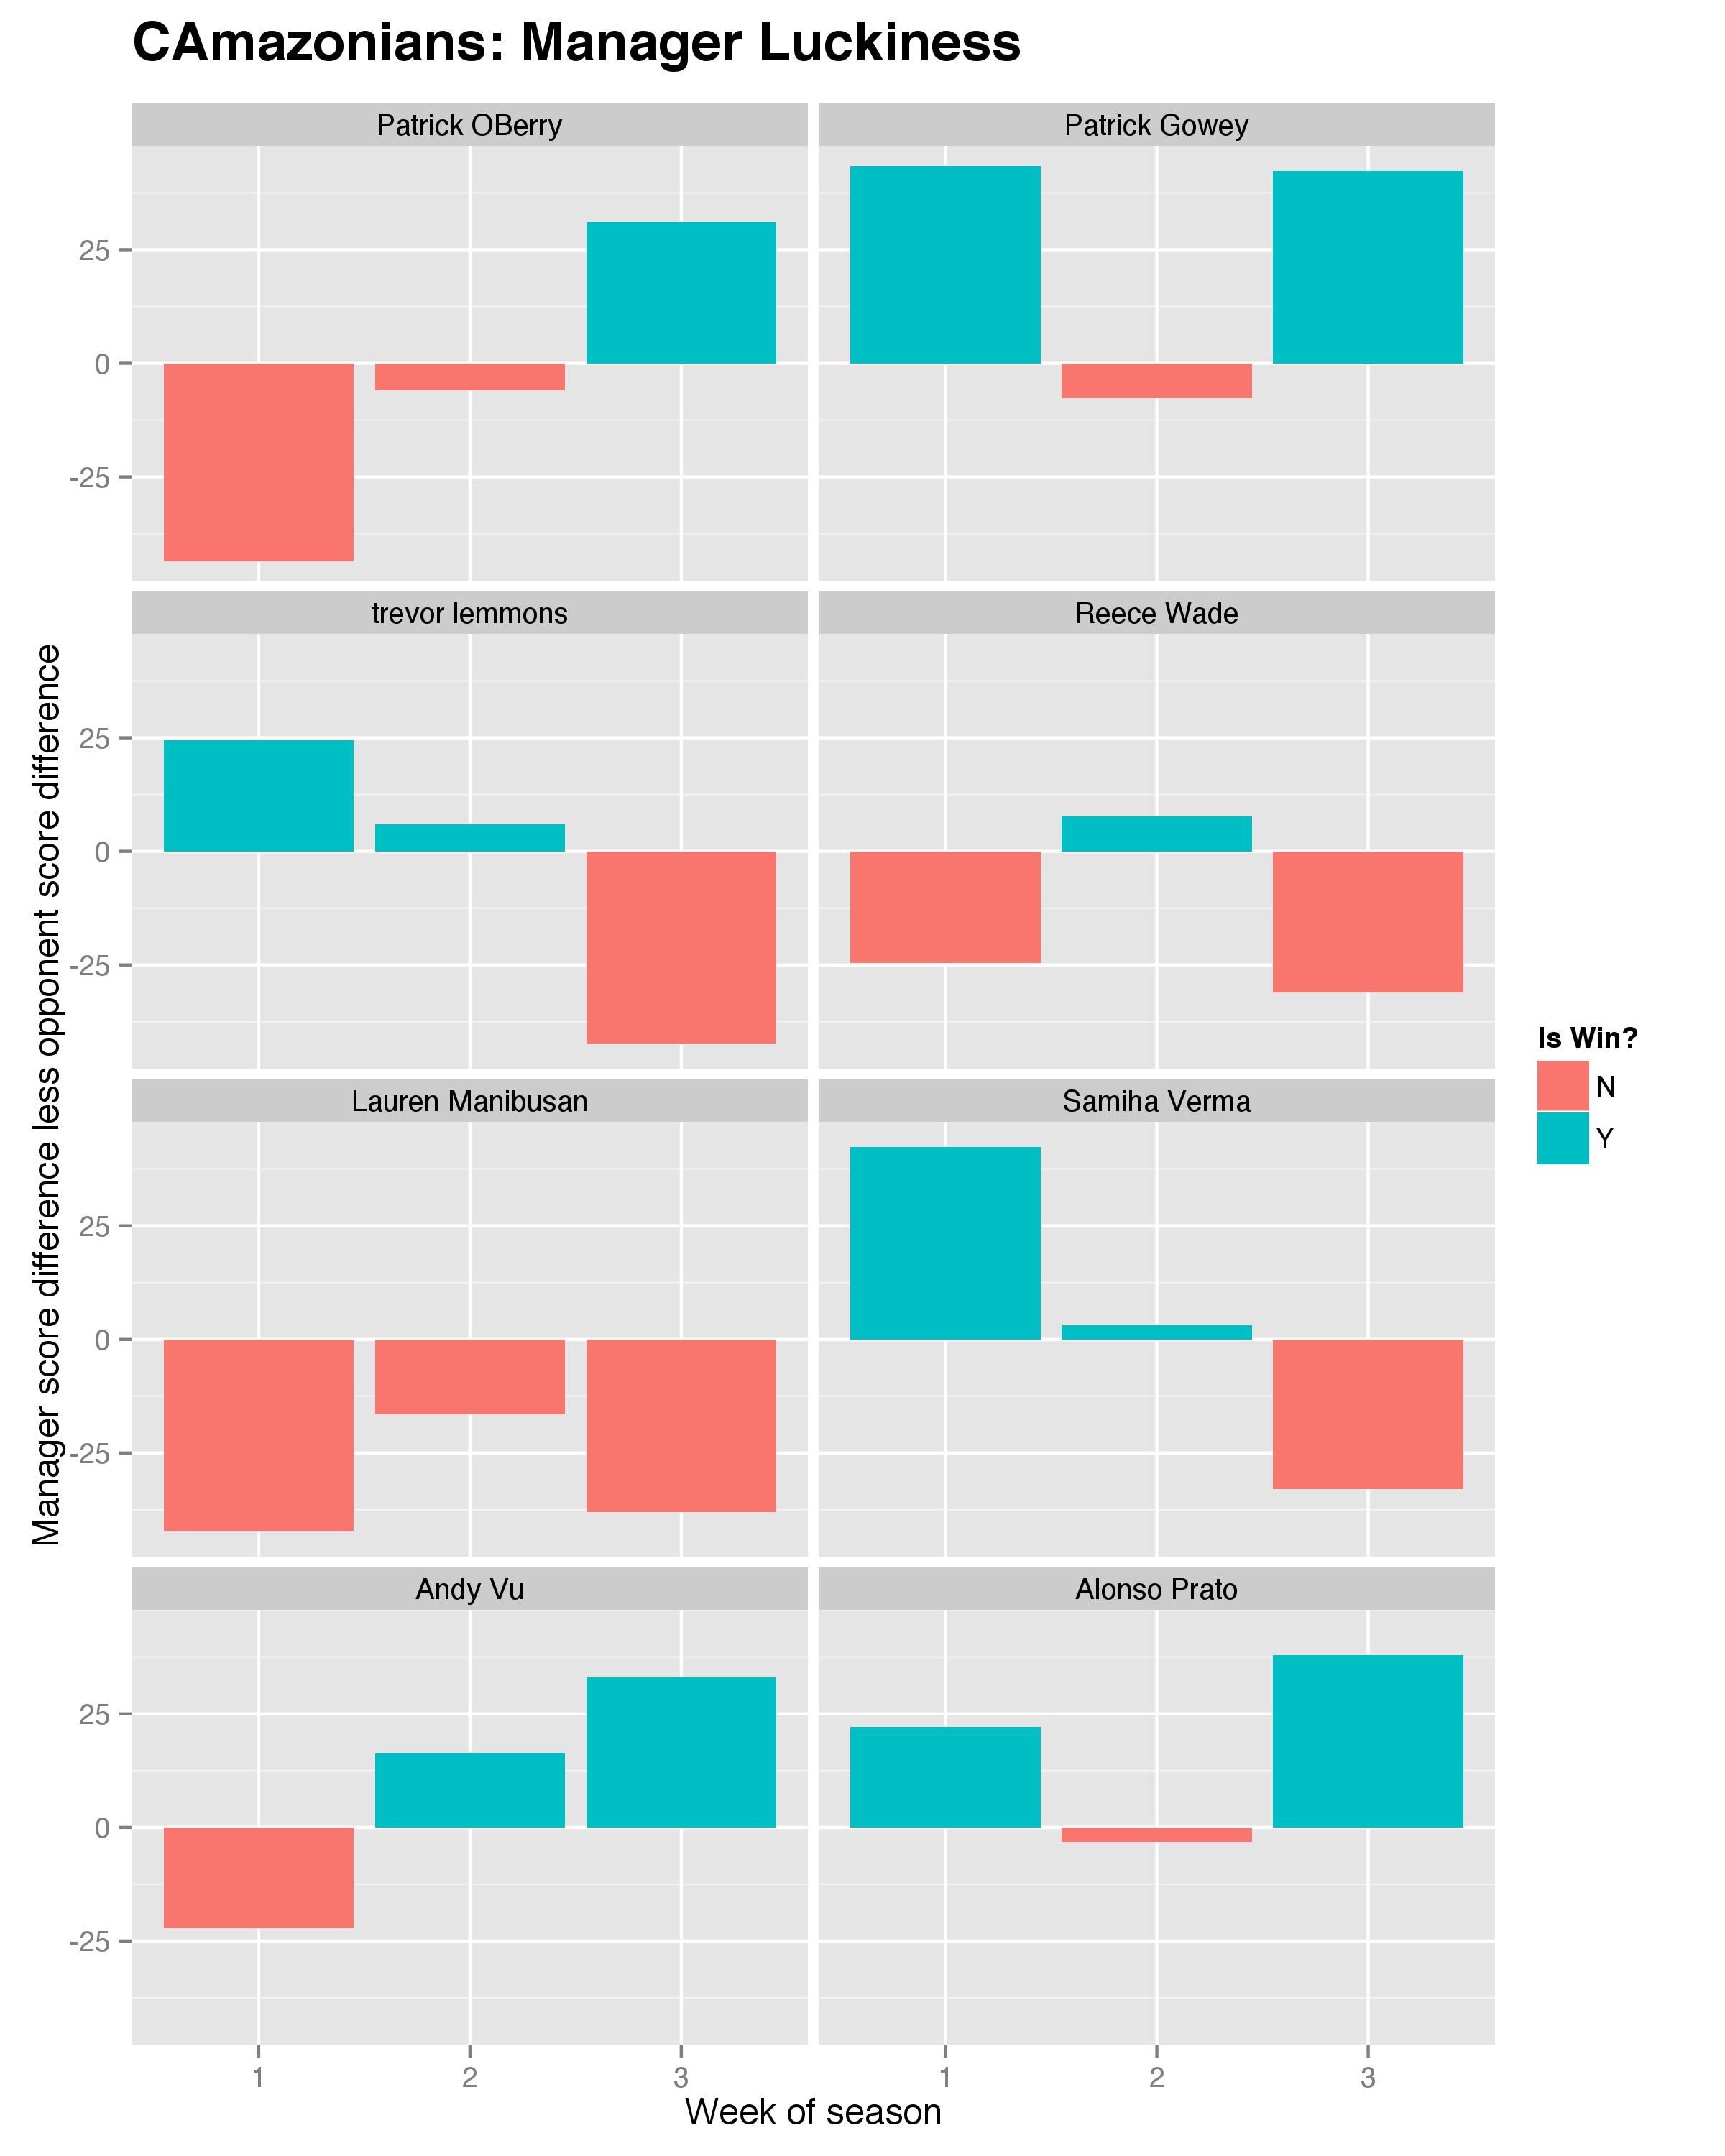 CAmazonians: Manager Luckiness
Patrick OBerry
Patrick Gowey
25
0
-25
trevor lemmons
Reece Wade
25
0
-25
Lauren Manibusan
Samiha Verma
25
0
-25
Andy Vu
Alonso Prato
25
0
-25
1 2 3 1 2 3
Week of season
Manager score difference less opponent score difference
Is Win?
N
Y